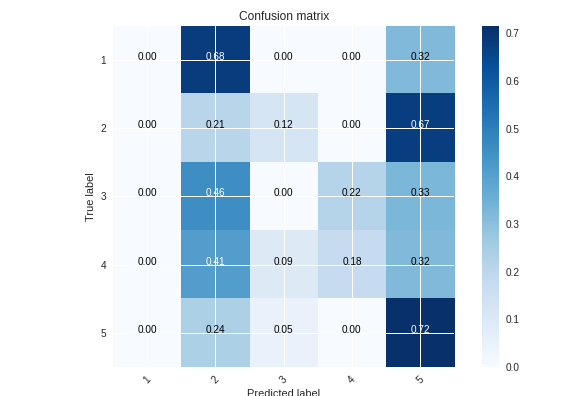 Confusion matrix
1 0.00 0.68 0.00 0.00 0.32
2 0.00 0.21 0.12 0.00 0.67
3 0.00 0.46 0.00 0.22 0.33
4 0.00 0.41 0.09 0.18 0.32
5 0.00 0.24 0.05 0.00 0.72
1 2 3 4 5
True label
Predicted label
0.7
0.6
0.5
0.4
0.3
0.2
0.1
0.0